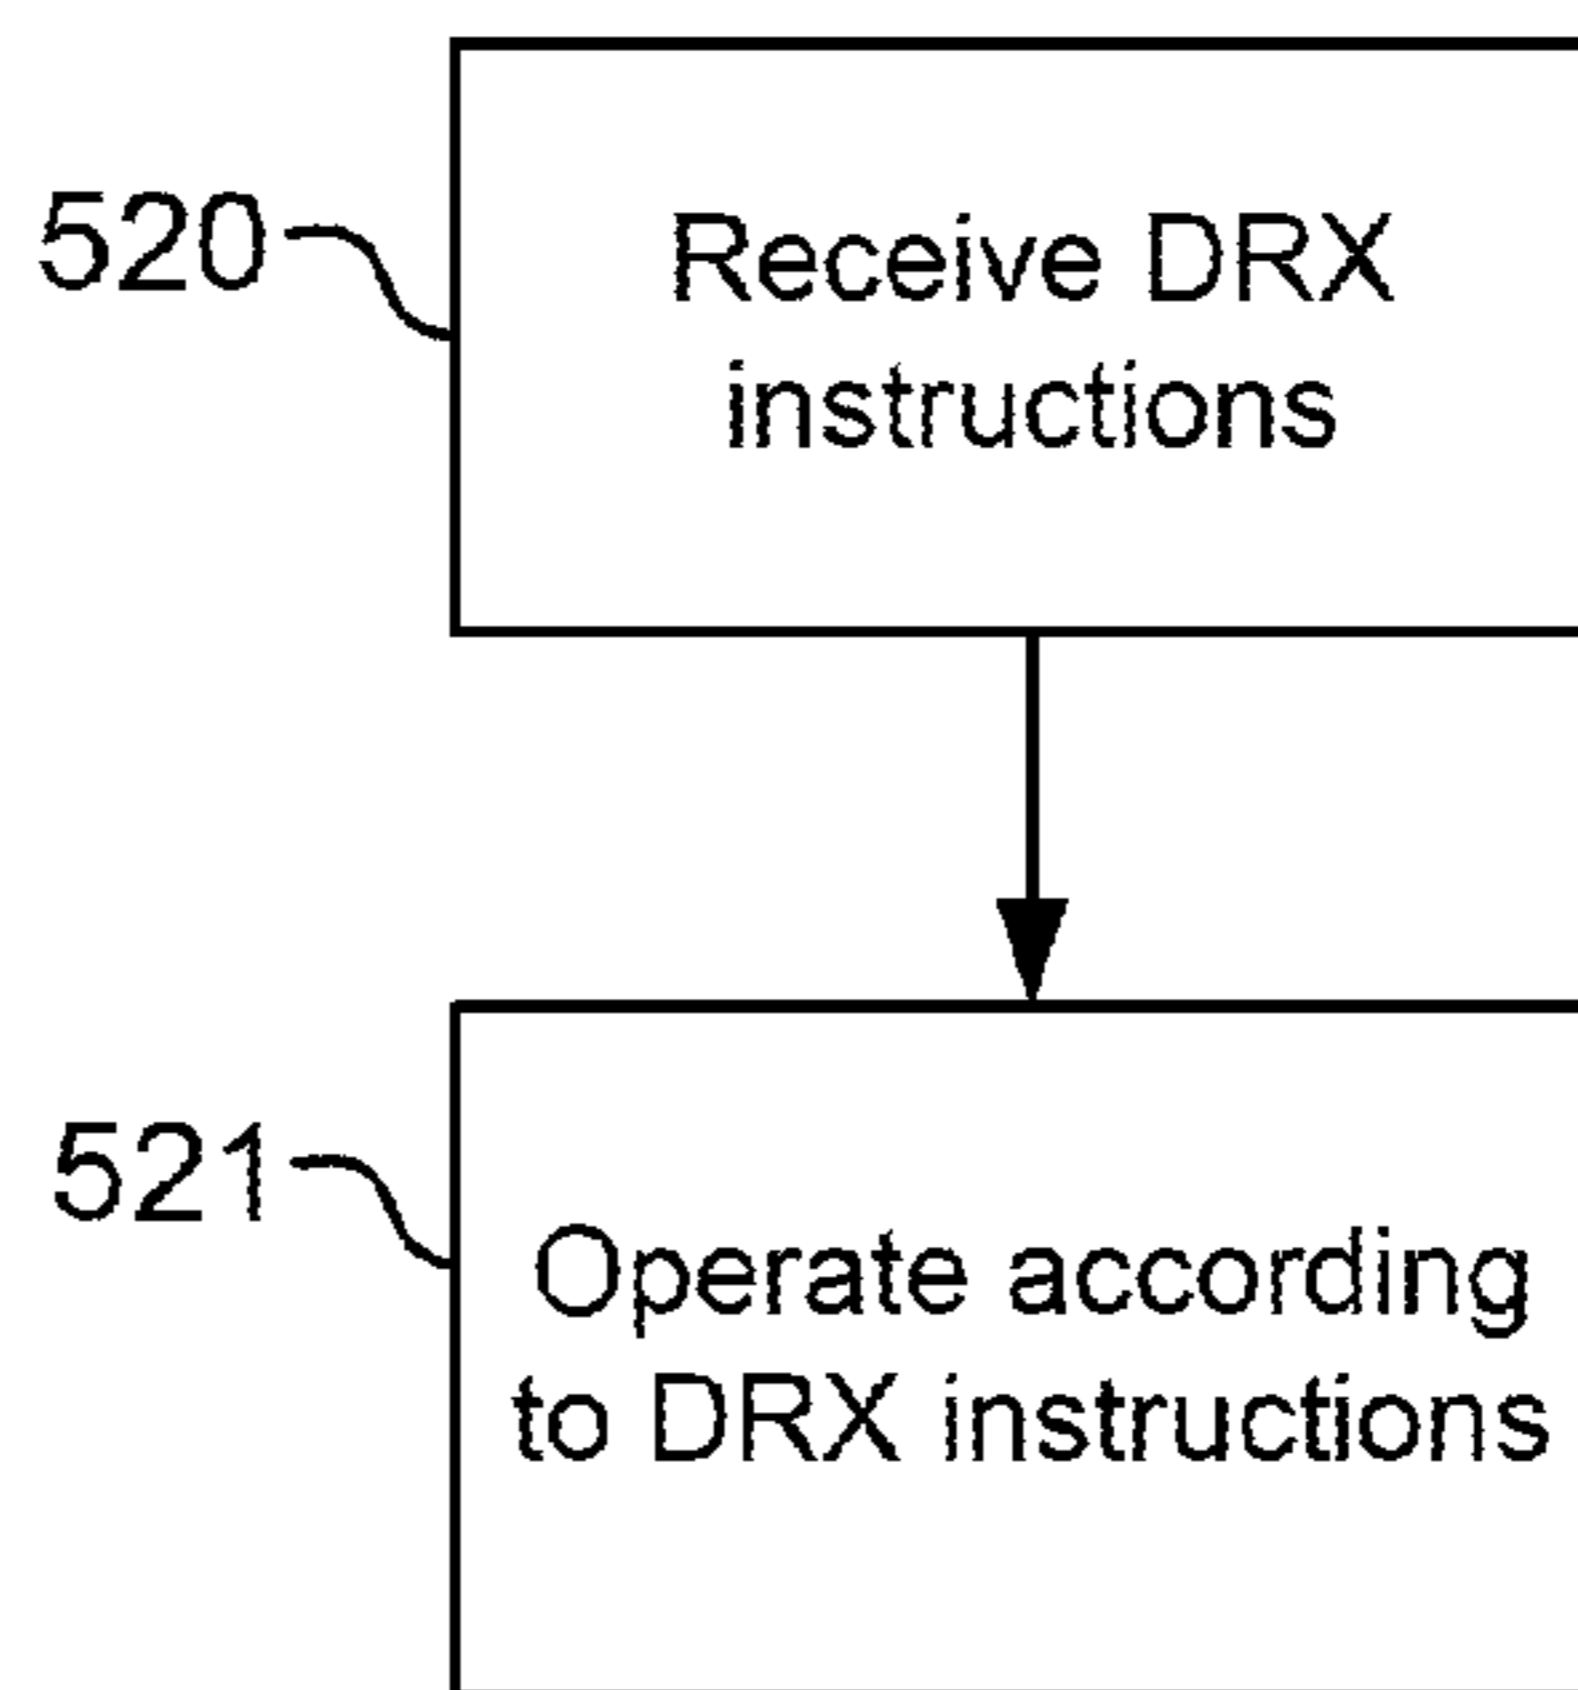 520
Receive DRX
instructions
521
Operate according
to DRX instructions